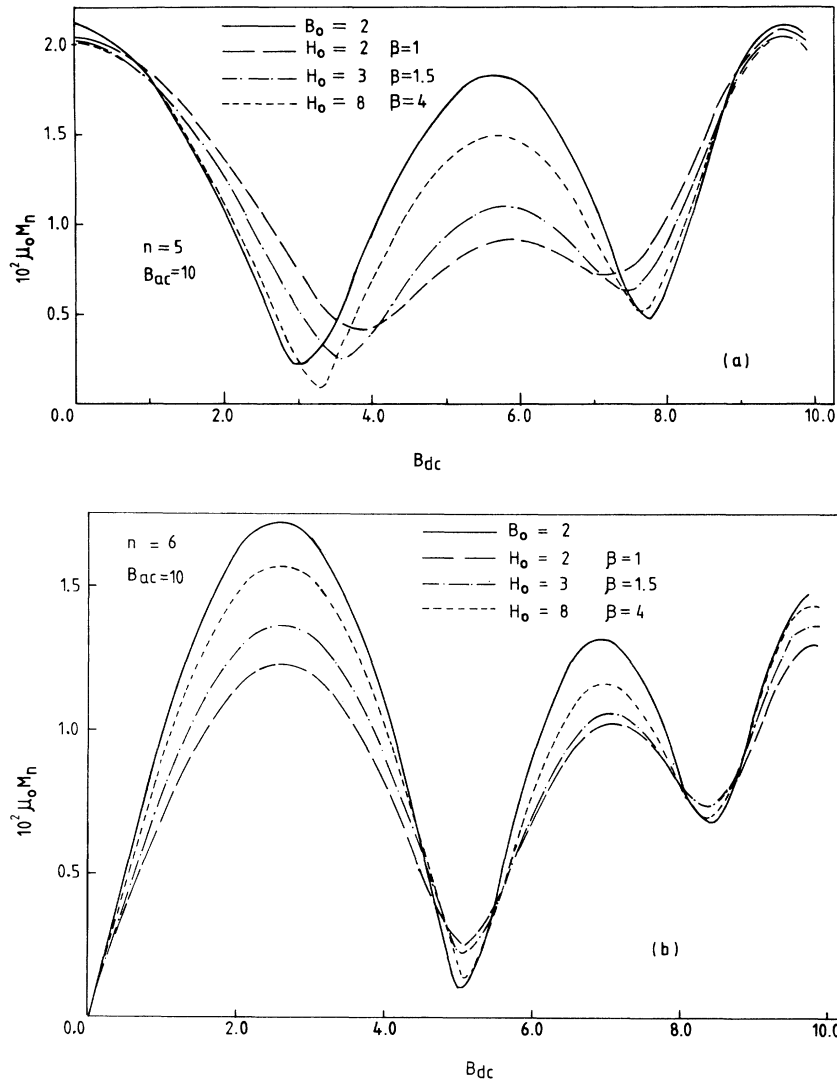 B₀ = 2
H₀ = 2 β=1
H₀ = 3 β=1.5
H₀ = 8 β=4
2.0
1.5
1.0
0.5
10² μ₀Mₙ
n = 5
Bac=10
(a)
0.0 2.0 4.0 6.0 8.0 10.0
Bdc
n = 6
Bac=10
B₀ = 2
H₀ = 2 β=1
H₀ = 3 β=1.5
H₀ = 8 β=4
1.5
1.0
0.5
10² μ₀Mₙ
(b)
0.0 2.0 4.0 6.0 8.0 10.0
Bdc